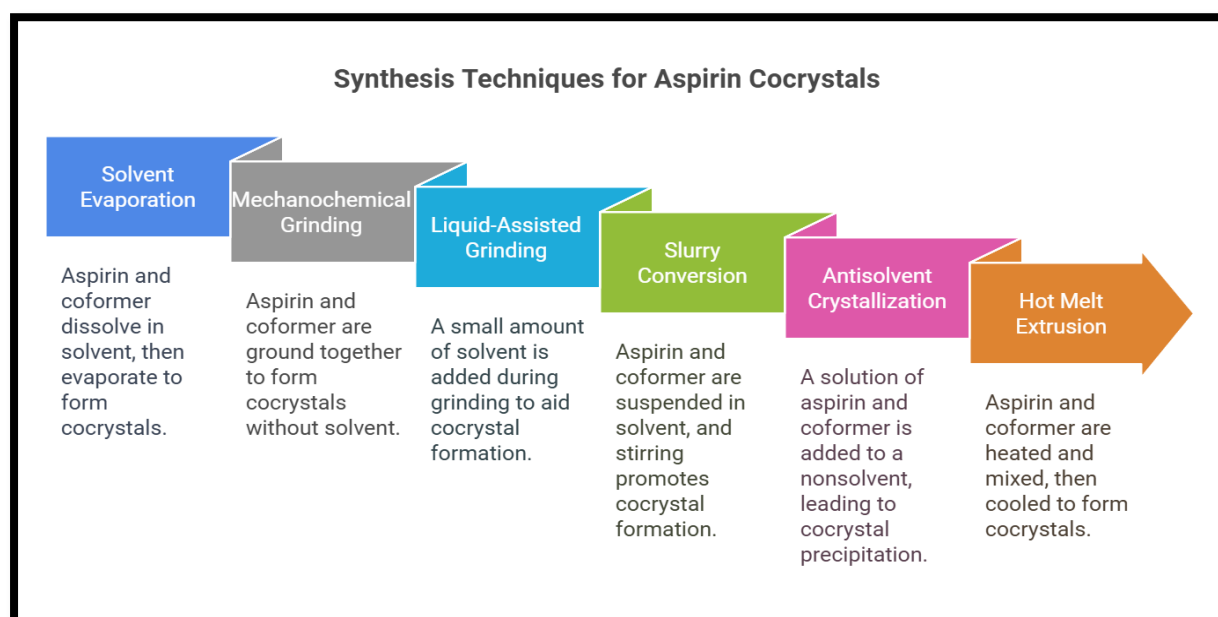 Synthesis Techniques for Aspirin Cocrystals
Solvent
Evaporation
Aspirin and
coformer
dissolve in
solvent, then
evaporate to
form
cocrystals.
Mechanochemical
Grinding
Aspirin and
coformer are
ground together
to form
cocrystals
without solvent.
Liquid-Assisted
Grinding
A small amount
of solvent is
added during
grinding to aid
cocrystal
formation.
Slurry
Conversion
Aspirin and
coformer are
suspended in
solvent, and
stirring
promotes
cocrystal
formation.
Antisolvent
Crystallization
A solution of
aspirin and
coformer is
added to a
nonsolvent,
leading to
cocrystal
precipitation.
Hot Melt
Extrusion
Aspirin and
coformer are
heated and
mixed, then
cooled to form
cocrystals.